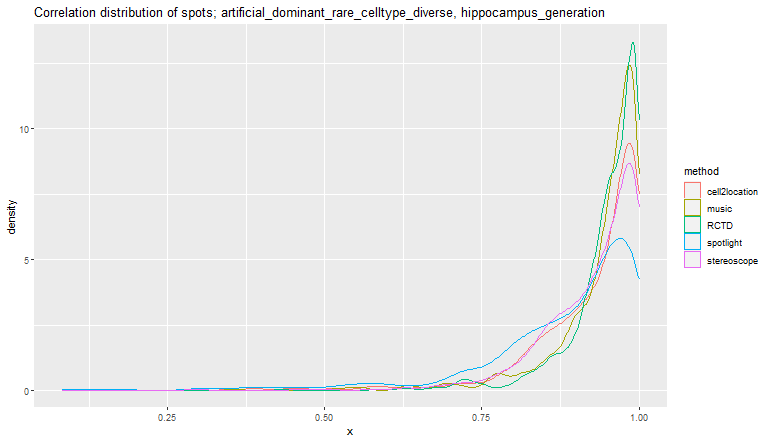 Correlation distribution of spots; artificial_dominant_rare_celltype_diverse, hippocampus_generation
density
10
5
0
0.25 0.50 0.75 1.00
x
method
cell2location
music
RCTD
spotlight
stereoscope